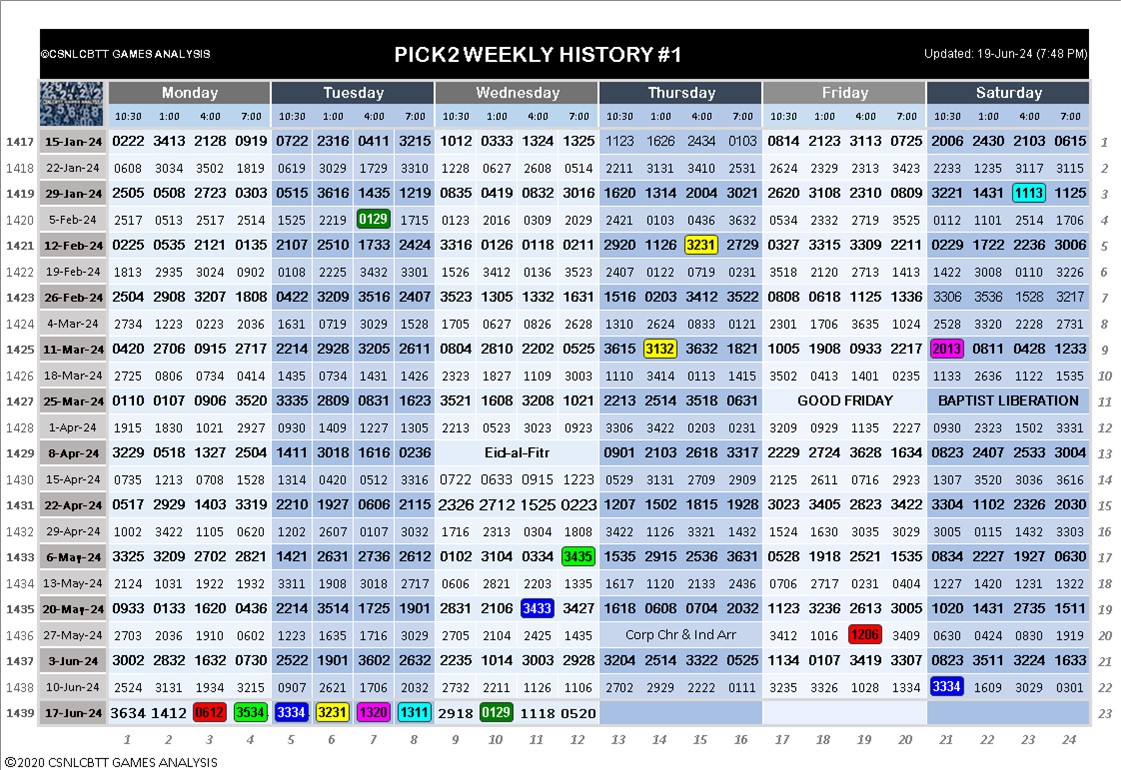 ©CSNLCBTT GAMES ANALYSIS PICK2 WEEKLY HISTORY #1 Updated: 19-Jun-24 (7:48 PM)
Monday Tuesday Wednesday Thursday Friday Saturday
10:30 1:00 4:00 7:00 10:30 1:00 4:00 7:00 10:30 1:00 4:00 7:00 10:30 1:00 4:00 7:00 10:30 1:00 4:00 7:00 10:30 1:00 4:00 7:00
1417 15-Jan-24 0222 3413 2128 0919 0722 2316 0411 3215 1012 0333 1324 1325 1123 1626 2434 0103 0814 2123 3113 0725 2006 2430 2103 0615 1
1418 22-Jan-24 0608 3034 3502 1819 0619 3029 1729 3310 1228 0627 2608 0514 2211 3131 3410 2531 2624 2329 2313 3423 2233 1235 3117 3115 2
1419 29-Jan-24 2505 0508 2723 0303 0515 3616 1435 1219 0835 0419 0832 3016 1620 1314 2004 3021 2620 3108 2310 0809 3221 1431 1113 1125 3
1420 5-Feb-24 2517 0513 2517 2514 1525 2219 0129 1715 0123 2016 0309 2029 2421 0103 0436 3632 0534 2332 2719 3525 0112 1101 2514 1706 4
1421 12-Feb-24 0225 0535 2121 0135 2107 2510 1733 2424 3316 0126 0118 0211 2920 1126 3231 2729 0327 3315 3309 2211 0229 1722 2236 3006 5
1422 19-Feb-24 1813 2935 3024 0902 0108 2225 3432 3301 1526 3412 0136 3523 2407 0122 0719 0231 3518 2120 2713 1413 1422 3008 0110 3226 6
1423 26-Feb-24 2504 2908 3207 1808 0422 3209 3516 2407 3523 1305 1332 1631 1516 0203 3412 3522 0808 0618 1125 1336 3306 3536 1528 3217 7
1424 4-Mar-24 2734 1223 0223 2036 1631 0719 3029 1528 1705 0627 0826 2628 1310 2624 0833 0121 2301 1706 3635 1024 2528 3320 2228 2731 8
1425 11-Mar-24 0420 2706 0915 2717 2214 2928 3205 2611 0804 2810 2202 0525 3615 3132 3632 1821 1005 1908 0933 2217 2013 0811 0428 1233 9
1426 18-Mar-24 2725 0806 0734 0414 1435 0734 1431 1426 2323 1827 1109 3003 1110 3414 0113 1415 3502 0413 1401 0235 1133 2636 1122 1535 10
1427 25-Mar-24 0110 0107 0906 3520 3335 2809 0831 1623 3521 1608 3208 1021 2213 2514 3518 0631 GOOD FRIDAY BAPTIST LIBERATION 11
1428 1-Apr-24 1915 1830 1021 2927 0930 1409 1227 1305 2213 0523 3023 0923 3306 3422 0203 0231 3209 0929 1135 2227 0930 2323 1502 3331 12
1429 8-Apr-24 3229 0518 1327 2504 1411 3018 1616 0236 Eid-al-Fitr 0901 2103 2618 3317 2229 2724 3628 1634 0823 2407 2533 3004 13
1430 15-Apr-24 0735 1213 0708 1528 1314 0420 0512 3316 0722 0633 0915 1223 0529 3131 2709 2909 2125 2611 0716 2923 1307 3520 3036 3616 14
1431 22-Apr-24 0517 2929 1403 3319 2210 1927 0606 2115 2326 2712 1525 0223 1207 1502 1815 1928 3023 3405 2823 3422 3304 1102 2326 2030 15
1432 29-Apr-24 1002 3422 1105 0620 1202 2607 0107 3032 1716 2313 0304 1808 3422 1126 3321 1432 1524 1630 3035 3029 3005 0115 1432 3303 16
1433 6-May-24 3325 3209 2702 2821 1421 2631 2736 2612 0102 3104 0334 3435 1535 2915 2536 3631 0528 1918 2521 1535 0834 2227 1927 0630 17
1434 13-May-24 2124 1031 1922 1932 3311 1908 3018 2717 0606 2821 2203 1335 1617 1120 2133 2436 0706 2717 0231 0404 1227 1420 1231 1322 18
1435 20-May-24 0933 0133 1620 0436 2214 3514 1725 1901 2831 2106 3433 3427 1618 0608 0704 2032 1123 3236 2613 3005 1020 1431 2735 1511 19
1436 27-May-24 2703 2036 1910 0602 1223 1635 1716 3029 2705 2104 2425 1435 Corp Chr & Ind Arr 3412 1016 1206 3409 0630 0424 0830 1919 20
1437 3-Jun-24 3002 2832 1632 0730 2522 1901 3602 2632 2235 1014 3003 2928 3204 2514 3322 0525 1134 0107 3419 3307 0823 3511 3224 1633 21
1438 10-Jun-24 2524 3131 1934 3215 0907 2621 1706 2032 2732 2211 1126 1106 2702 2929 2222 0111 3235 3326 1028 1334 3334 1609 3029 0301 22
1439 17-Jun-24 3634 1412 0612 3534 3334 3231 1320 1311 2918 0129 1118 0520 23
1 2 3 4 5 6 7 8 9 10 11 12 13 14 15 16 17 18 19 20 21 22 23 24
©2020 CSNLCBTT GAMES ANALYSIS